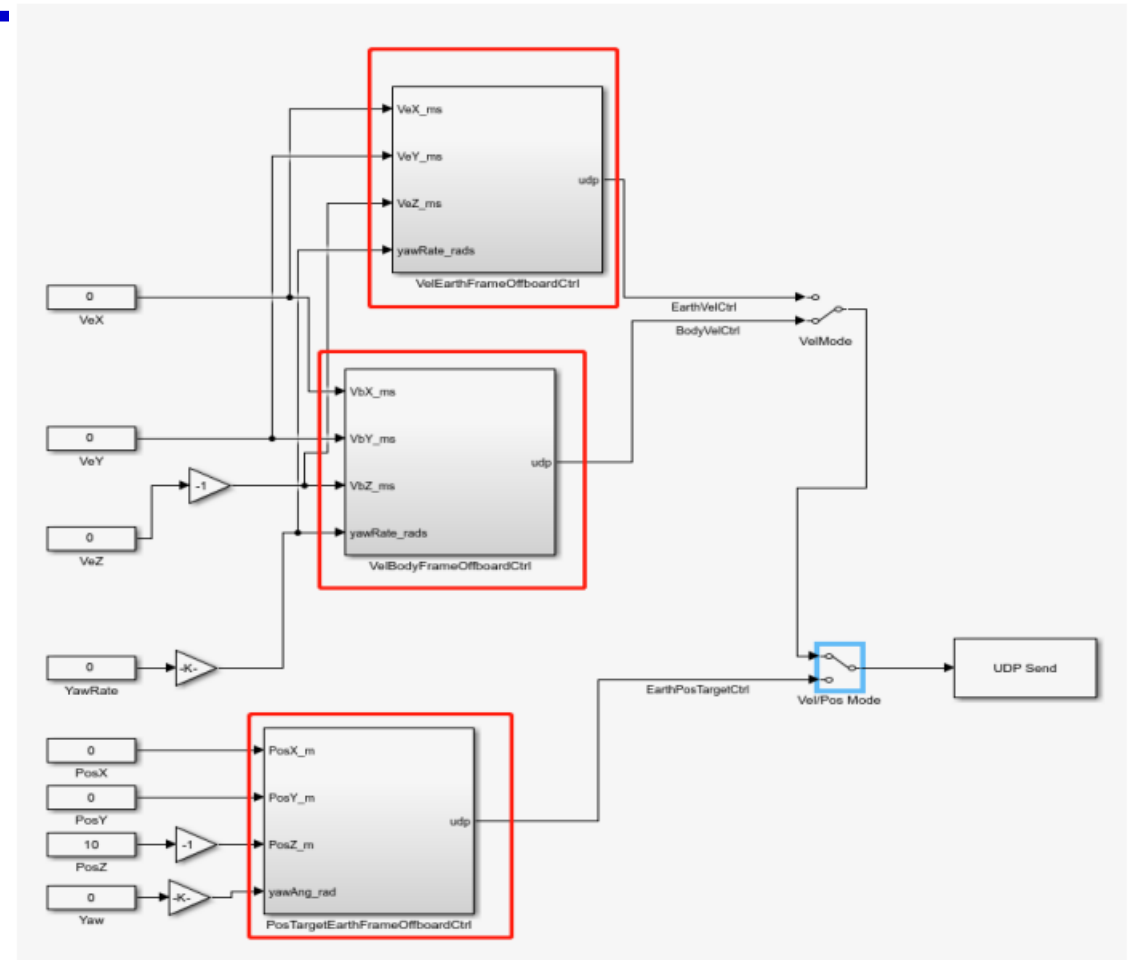 VeX_ms
VeY_ms
udp
VeZ_ms
yawRate_rads
VelEarthFrameOffboardCtrl
0
VeX
EarthVelCtrl
BodyVelCtrl
VelMode
VbX_ms
0
VbY_ms
VeY
udp
-1
VbZ_ms
0
yawRate_rads
VeZ
VelBodyFrameOffboardCtrl
0
-K-
UDP Send
YawRate
EarthPosTargetCtrl
Vel/Pos Mode
0
PosX_m
PosX
0
PosY_m
PosY
udp
10
-1
PosZ_m
PosZ
0
-K-
yawAng_rad
Yaw
PosTargetEarthFrameOffboardCtrl